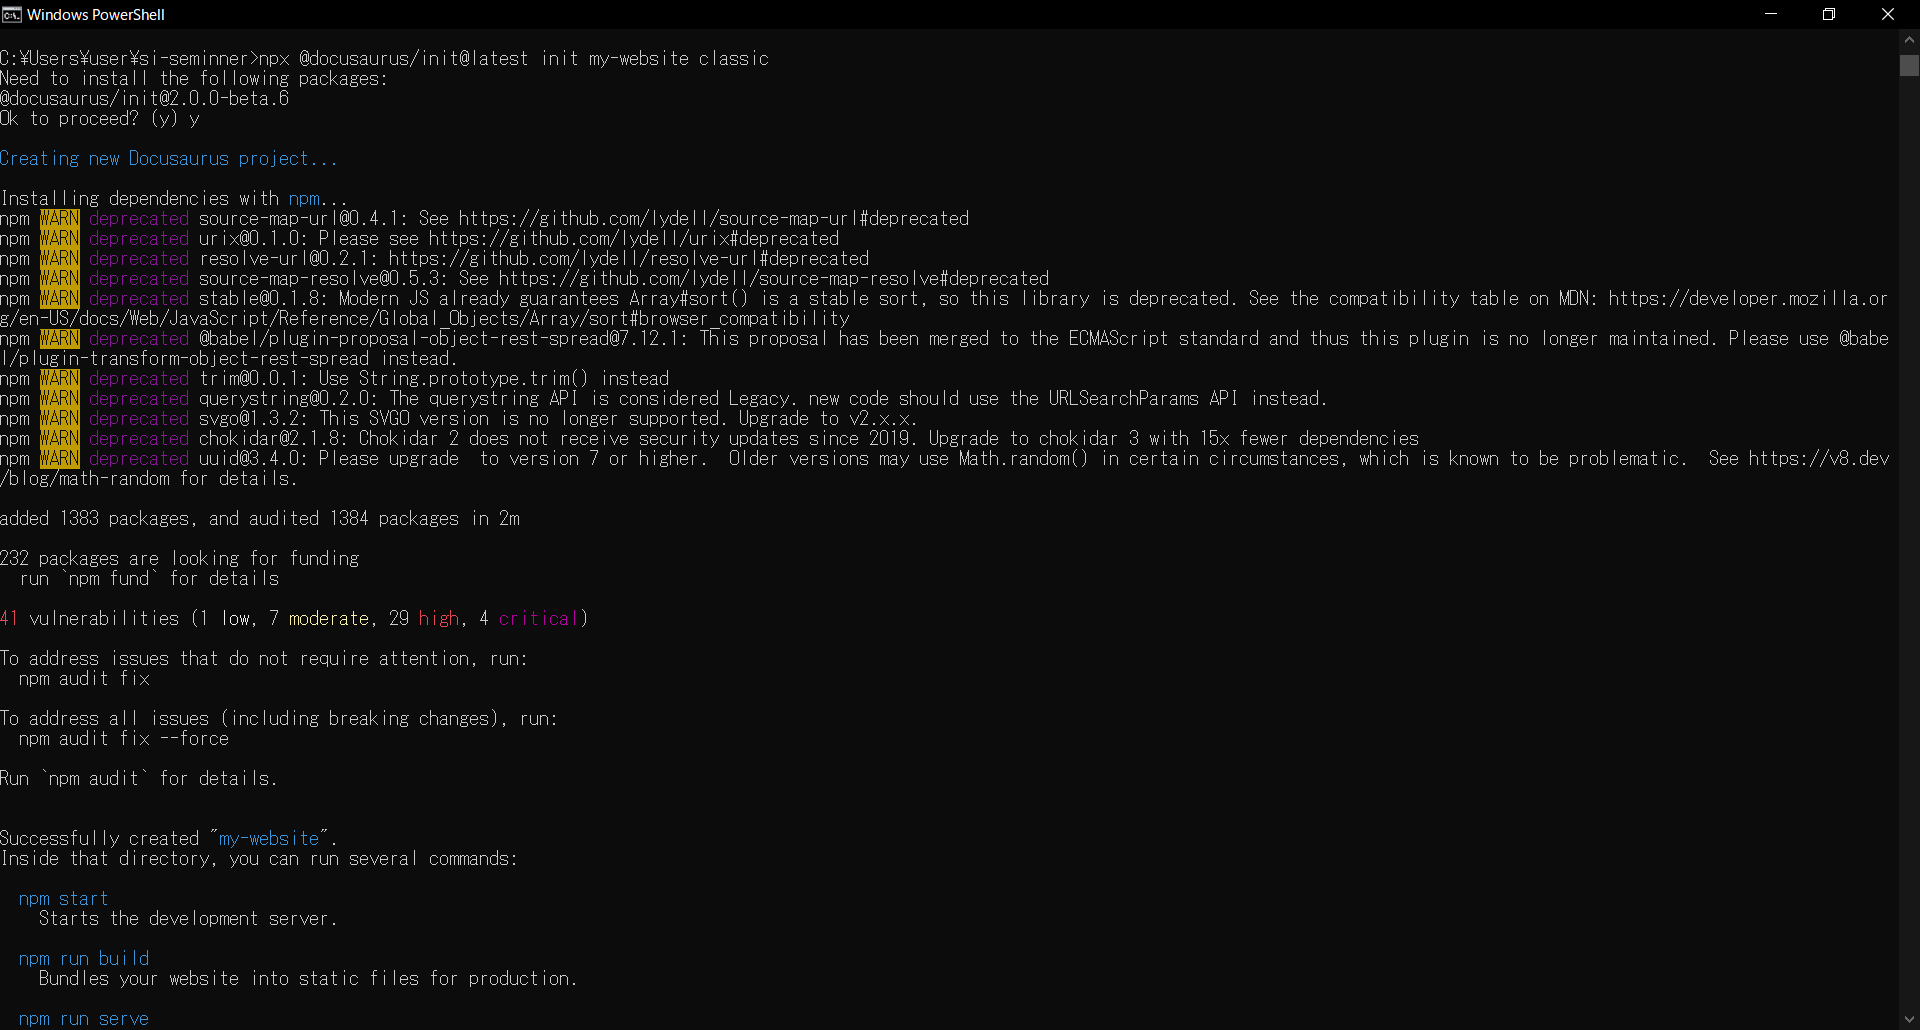 Windows PowerShell
C:¥Users¥user¥si-seminner>npx @docusaurus/init@latest init my-website classic
Need to install the following packages:
@docusaurus/init@2.0.0-beta.6
Ok to proceed? (y) y
Creating new Docusaurus project...
Installing dependencies with npm...
npm WARN deprecated source-map-url@0.4.1: See https://github.com/lydell/source-map-url#deprecated
npm WARN deprecated urix@0.1.0: Please see https://github.com/lydell/urix#deprecated
npm WARN deprecated resolve-url@0.2.1: https://github.com/lydell/resolve-url#deprecated
npm WARN deprecated source-map-resolve@0.5.3: See https://github.com/lydell/source-map-resolve#deprecated
npm WARN deprecated stable@0.1.8: Modern JS already guarantees Array#sort() is a stable sort, so this library is deprecated. See the compatibility table on MDN: https://developer.mozilla.or
g/en-US/docs/Web/JavaScript/Reference/Global_Objects/Array/sort#browser_compatibility
npm WARN deprecated @babel/plugin-proposal-object-rest-spread@7.12.1: This proposal has been merged to the ECMAScript standard and thus this plugin is no longer maintained. Please use @babe
l/plugin-transform-object-rest-spread instead.
npm WARN deprecated trim@0.0.1: Use String.prototype.trim() instead
npm WARN deprecated querystring@0.2.0: The querystring API is considered Legacy. new code should use the URLSearchParams API instead.
npm WARN deprecated svgo@1.3.2: This SVGO version is no longer supported. Upgrade to v2.x.x.
npm WARN deprecated chokidar@2.1.8: Chokidar 2 does not receive security updates since 2019. Upgrade to chokidar 3 with 15x fewer dependencies
npm WARN deprecated uuid@3.4.0: Please upgrade  to version 7 or higher.  Older versions may use Math.random() in certain circumstances, which is known to be problematic.  See https://v8.dev
/blog/math-random for details.
added 1383 packages, and audited 1384 packages in 2m
232 packages are looking for funding
  run `npm fund` for details
41 vulnerabilities (1 low, 7 moderate, 29 high, 4 critical)
To address issues that do not require attention, run:
  npm audit fix
To address all issues (including breaking changes), run:
  npm audit fix --force
Run `npm audit` for details.
Successfully created "my-website".
Inside that directory, you can run several commands:
  npm start
    Starts the development server.
  npm run build
    Bundles your website into static files for production.
  npm run serve